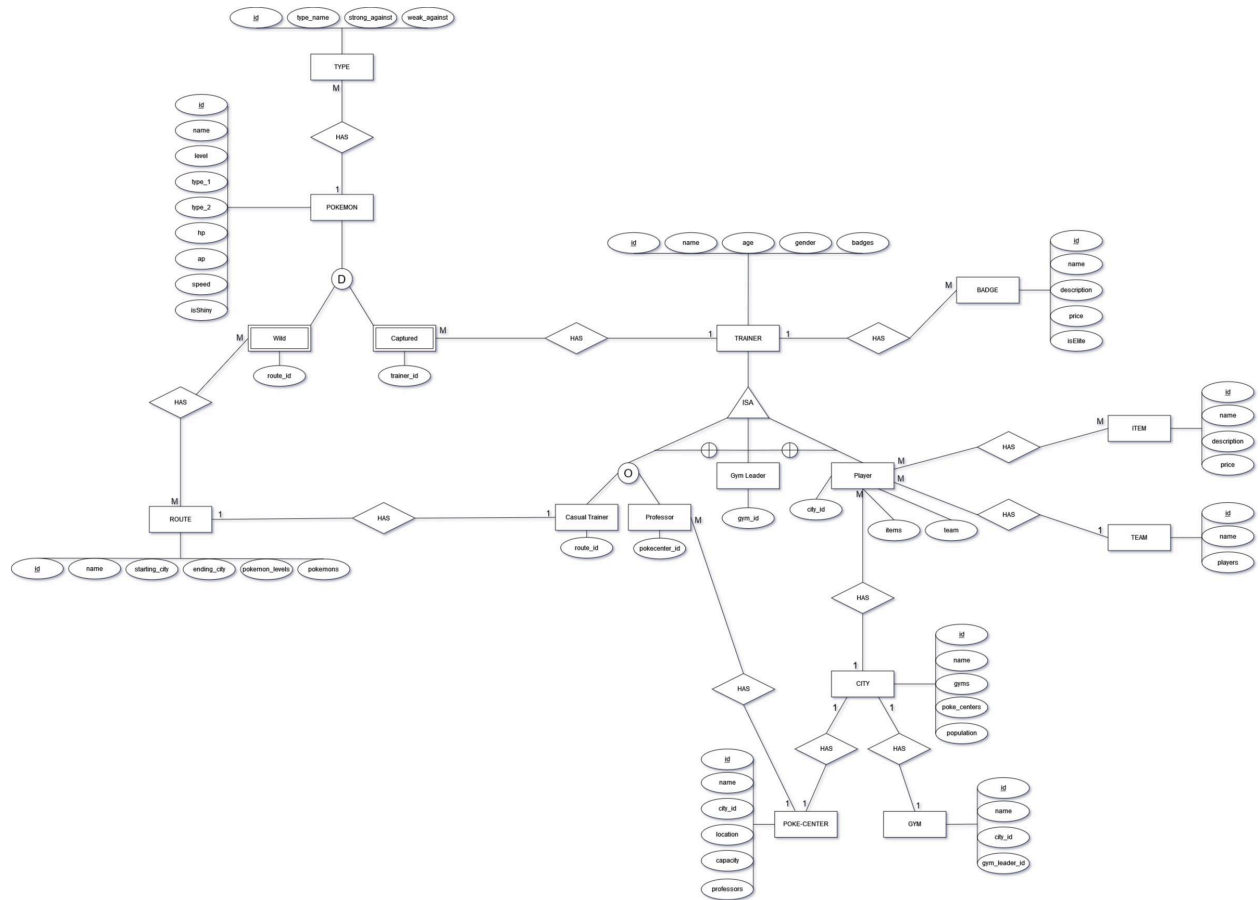 id type_name strong_against weak_against
TYPE
M
HAS
1
POKEMON
id
name
level
type_1
type_2
hp
ap
speed
isShiny
D
Wild
route_id
Captured
trainer_id
M
HAS
1
M
HAS
M
id name age gender badges
TRAINER
1
HAS
M
BADGE
id
name
description
price
isElite
ISA
O
Casual Trainer
route_id
Professor
pokecenter_id
Gym Leader
gym_id
Player
city_id
items
team
M
HAS
M
ITEM
id
name
description
price
M
HAS
1
TEAM
id
name
players
ROUTE
1
HAS
1
id name starting_city ending_city pokemon_levels pokemons
M
HAS
1
M
HAS
1
CITY
id
name
gyms
poke_centers
population
1
HAS
1
1
HAS
1
POKE-CENTER
id
name
city_id
location
capacity
professors
GYM
id
name
city_id
gym_leader_id